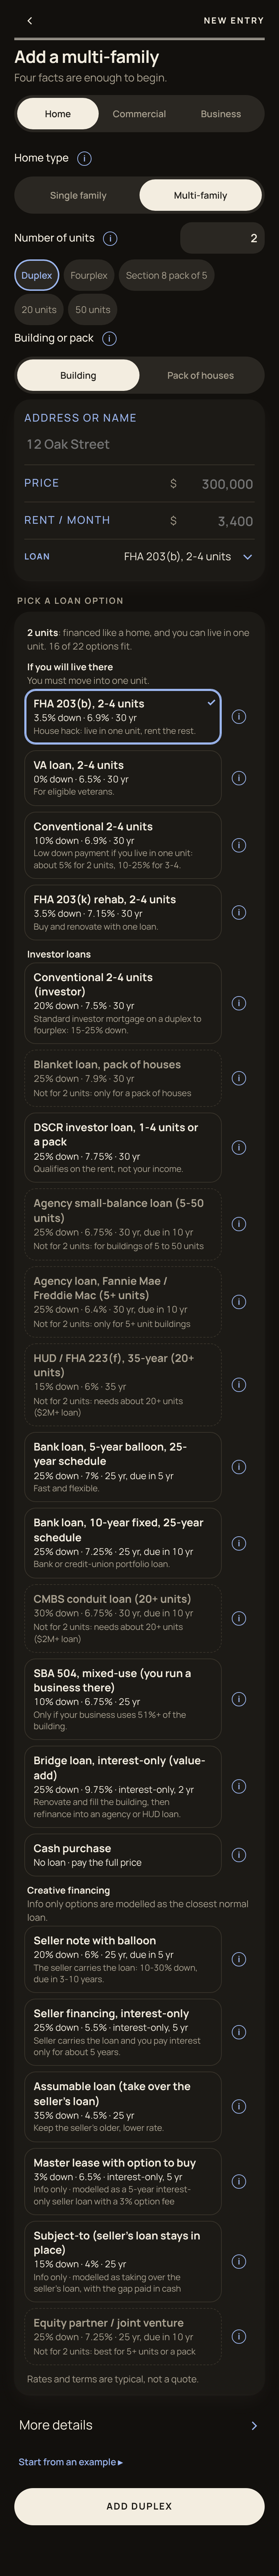 NEW ENTRY
Add a multi-family
Four facts are enough to begin.
Home
Commercial
Business
Home type
Single family
Multi-family
Number of units
2
Duplex
Fourplex
Section 8 pack of 5
20 units
50 units
Building or pack
Building
Pack of houses
ADDRESS OR NAME
12 Oak Street
PRICE
$ 300,000
RENT / MONTH
$ 3,400
LOAN
FHA 203(b), 2-4 units
PICK A LOAN OPTION
2 units: financed like a home, and you can live in one
unit. 16 of 22 options fit.
If you will live there
You must move into one unit.
FHA 203(b), 2-4 units
3.5% down · 6.9% · 30 yr
House hack: live in one unit, rent the rest.
VA loan, 2-4 units
0% down · 6.5% · 30 yr
For eligible veterans.
Conventional 2-4 units
10% down · 6.9% · 30 yr
Low down payment if you live in one unit:
about 5% for 2 units, 10-25% for 3-4.
FHA 203(k) rehab, 2-4 units
3.5% down · 7.15% · 30 yr
Buy and renovate with one loan.
Investor loans
Conventional 2-4 units
(investor)
20% down · 7.5% · 30 yr
Standard investor mortgage on a duplex to
fourplex: 15-25% down.
Blanket loan, pack of houses
25% down · 7.9% · 30 yr
Not for 2 units: only for a pack of houses
DSCR investor loan, 1-4 units or
a pack
25% down · 7.75% · 30 yr
Qualifies on the rent, not your income.
Agency small-balance loan (5-50
units)
25% down · 6.75% · 30 yr, due in 10 yr
Not for 2 units: for buildings of 5 to 50 units
Agency loan, Fannie Mae /
Freddie Mac (5+ units)
25% down · 6.4% · 30 yr, due in 10 yr
Not for 2 units: only for 5+ unit buildings
HUD / FHA 223(f), 35-year (20+
units)
15% down · 6% · 35 yr
Not for 2 units: needs about 20+ units
($2M+ loan)
Bank loan, 5-year balloon, 25-
year schedule
25% down · 7% · 25 yr, due in 5 yr
Fast and flexible.
Bank loan, 10-year fixed, 25-year
schedule
25% down · 7.25% · 25 yr, due in 10 yr
Bank or credit-union portfolio loan.
CMBS conduit loan (20+ units)
30% down · 6.75% · 30 yr, due in 10 yr
Not for 2 units: needs about 20+ units
($2M+ loan)
SBA 504, mixed-use (you run a
business there)
10% down · 6.75% · 25 yr
Only if your business uses 51%+ of the
building.
Bridge loan, interest-only (value-
add)
25% down · 9.75% · interest-only, 2 yr
Renovate and fill the building, then
refinance into an agency or HUD loan.
Cash purchase
No loan · pay the full price
Creative financing
Info only options are modelled as the closest normal
loan.
Seller note with balloon
20% down · 6% · 25 yr, due in 5 yr
The seller carries the loan: 10-30% down,
due in 3-10 years.
Seller financing, interest-only
25% down · 5.5% · interest-only, 5 yr
Seller carries the loan and you pay interest
only for about 5 years.
Assumable loan (take over the
seller's loan)
35% down · 4.5% · 25 yr
Keep the seller's older, lower rate.
Master lease with option to buy
3% down · 6.5% · interest-only, 5 yr
Info only · modelled as a 5-year interest-
only seller loan with a 3% option fee
Subject-to (seller's loan stays in
place)
15% down · 4% · 25 yr
Info only · modelled as taking over the
seller's loan, with the gap paid in cash
Equity partner / joint venture
25% down · 7.25% · 25 yr, due in 10 yr
Not for 2 units: best for 5+ units or a pack
Rates and terms are typical, not a quote.
More details
Start from an example ▸
ADD DUPLEX